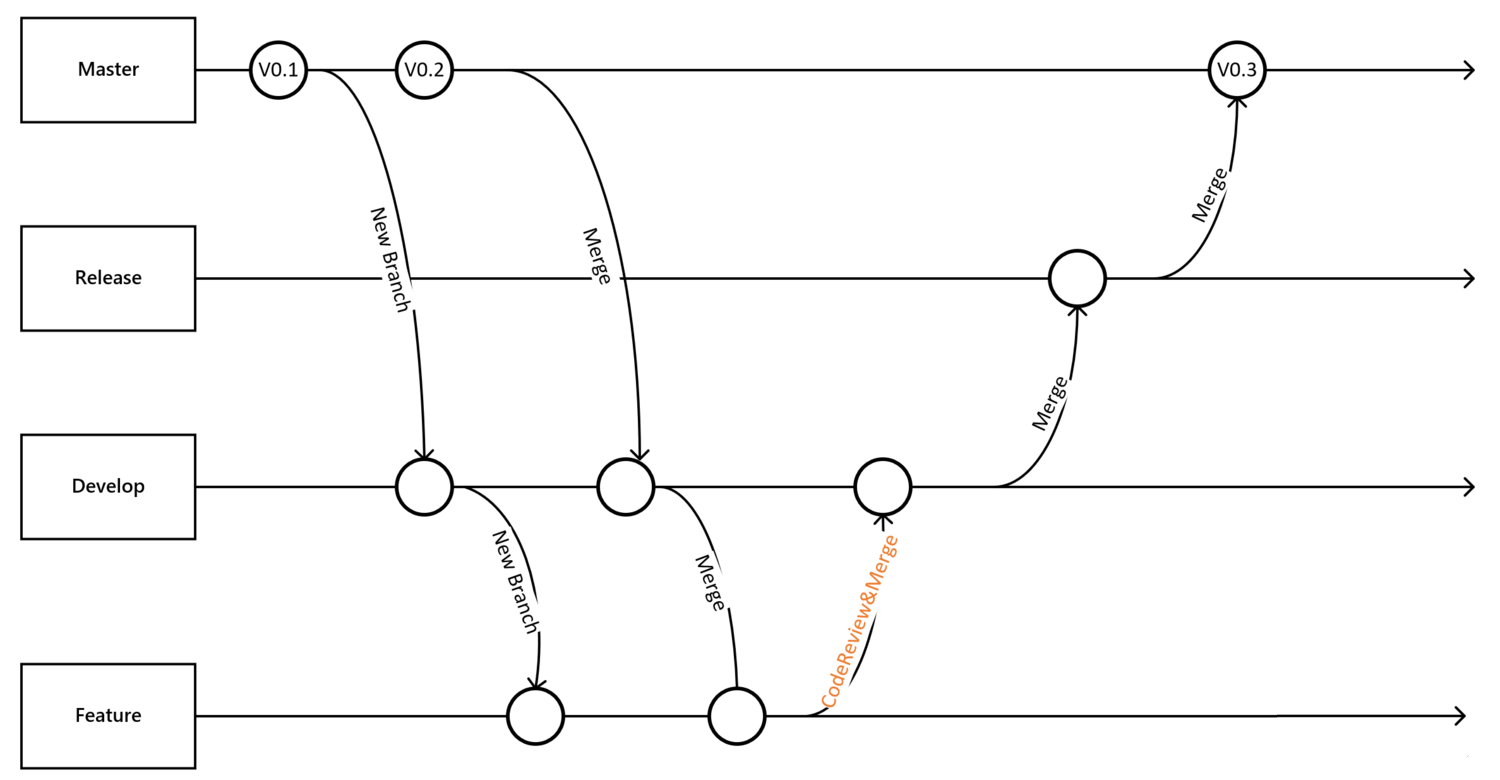 Master
V0.1
V0.2
V0.3
New Branch
Merge
Merge
Release
Merge
Develop
New Branch
Merge
CodeReview&Merge
Feature